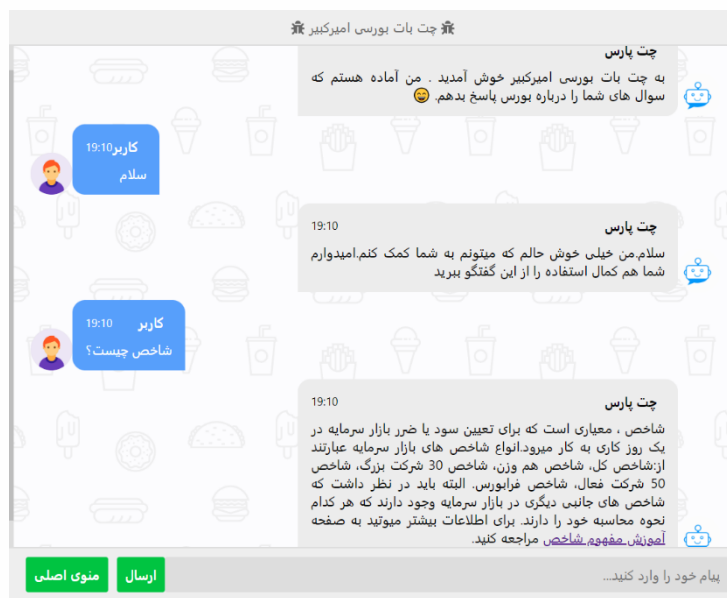 چت بات بورسی امیرکبیر
چت پارس
به چت بات بورسی امیرکبیر خوش آمدید . من آماده هستم که
سوال های شما را درباره بورس پاسخ بدهم. 😄
کاربر 19:10
سلام
چت پارس 19:10
سلام.من خیلی خوش حالم که میتونم به شما کمک کنم.امیدوارم
شما هم کمال استفاده را از این گفتگو ببرید
کاربر 19:10
شاخص چیست؟
چت پارس 19:10
شاخص ، معیاری است که برای تعیین سود یا ضرر بازار سرمایه در
یک روز کاری به کار میرود.انواع شاخص های بازار سرمایه عبارتند
از:شاخص کل، شاخص هم وزن، شاخص 30 شرکت بزرگ، شاخص
50 شرکت فعال، شاخص فرابورس. البته باید در نظر داشت که
شاخص های جانبی دیگری در بازار سرمایه وجود دارند که هر کدام
نحوه محاسبه خود را دارند. برای اطلاعات بیشتر میوتید به صفحه
آموزش مفهوم شاخص مراجعه کنید.
پیام خود را وارد کنید...
ارسال
منوی اصلی